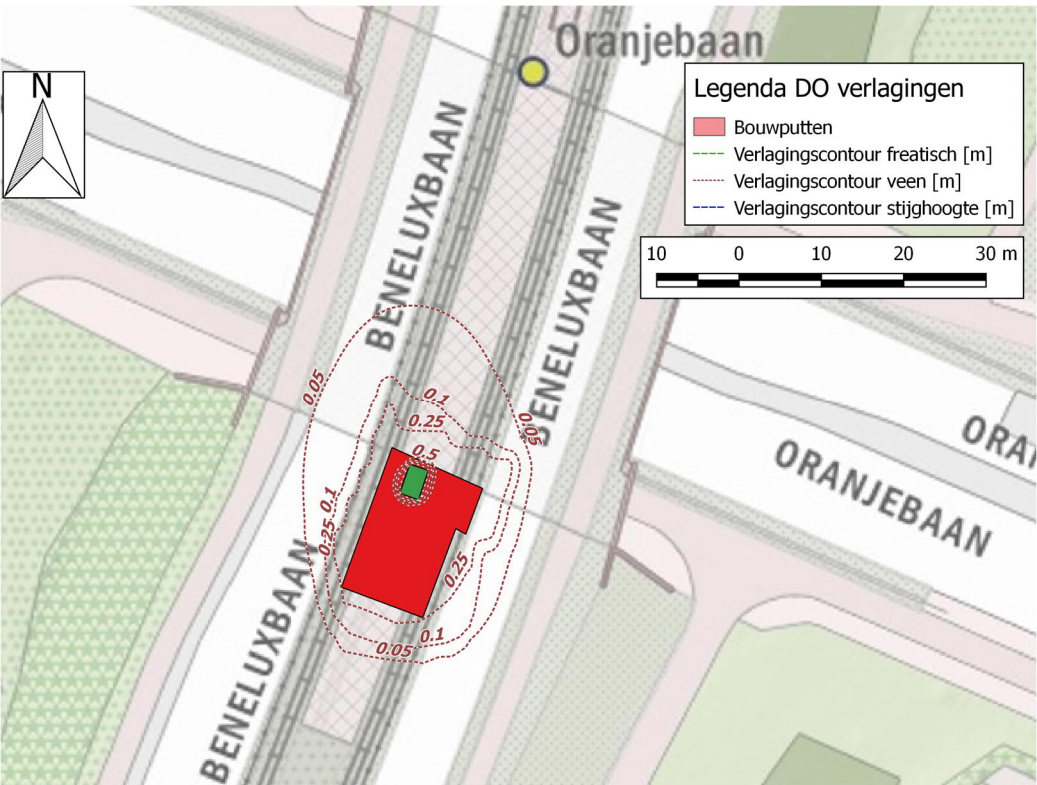 Oranjebaan
N
Legenda DO verlagingen
Bouwputten
Verlagingscontour freatisch [m]
Verlagingscontour veen [m]
Verlagingscontour stijghoogte [m]
10 0 10 20 30 m
BENELUXBAAN
BENELUXBAAN
0.05
0.1
0.25
0.05
ORANJEBAAN
ORAN
0.5
0.1
0.25
0.25
BENELUXBAAN
0.1
0.05